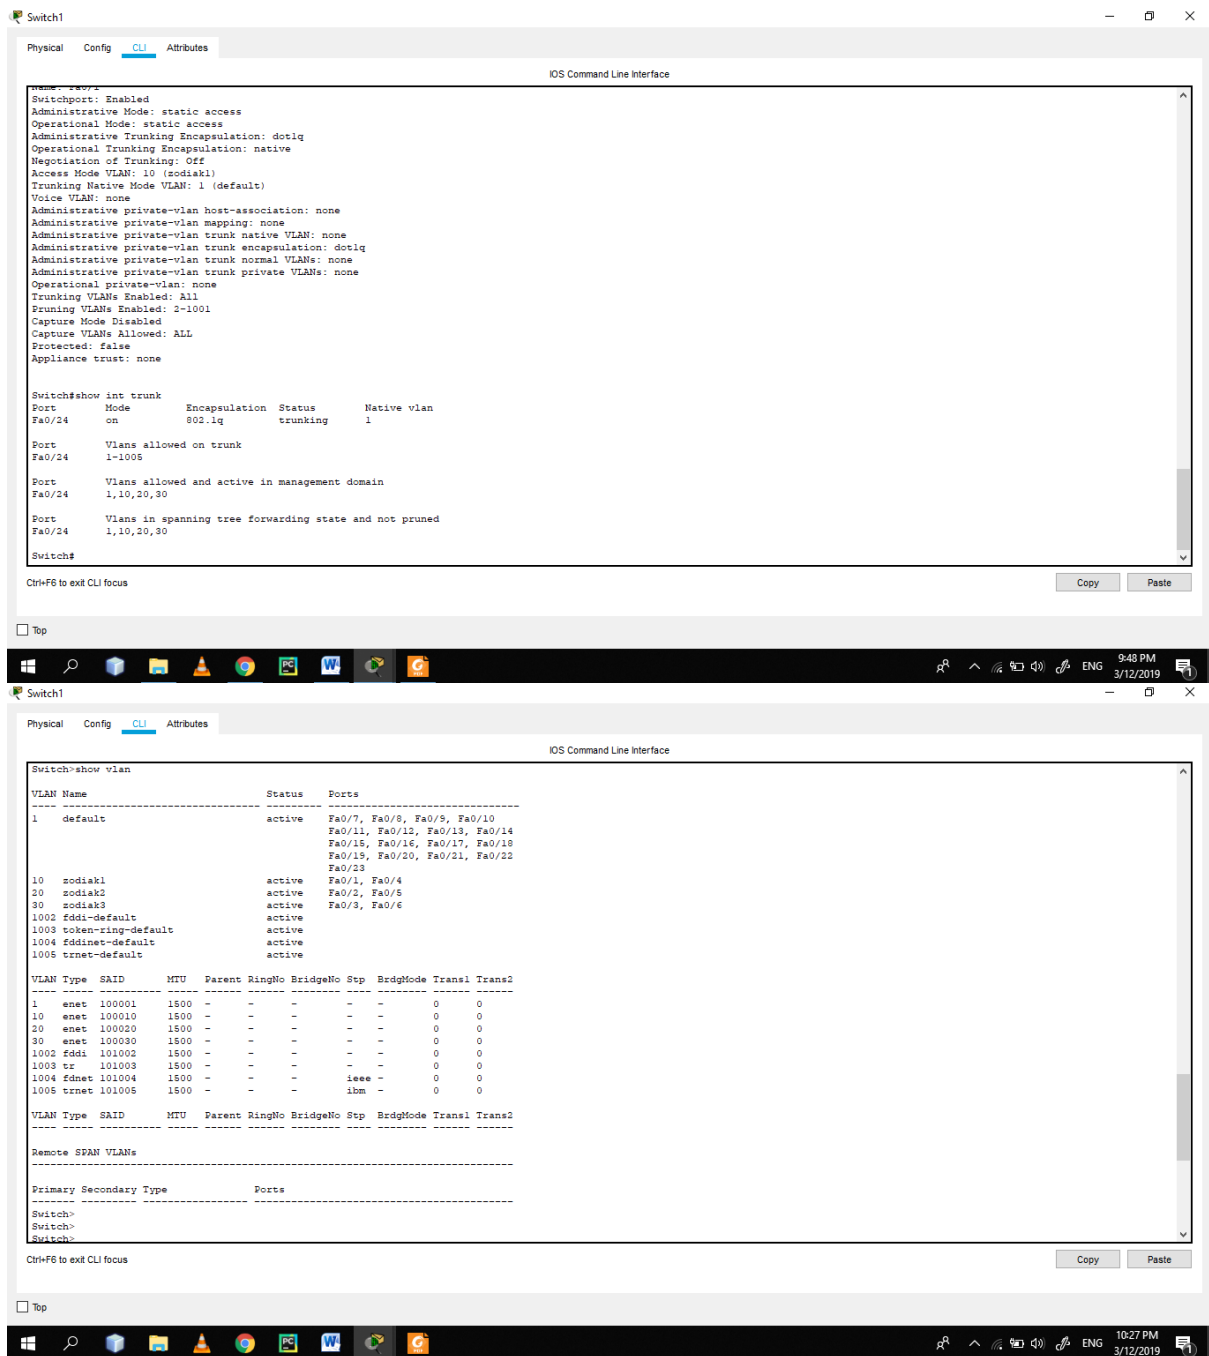 Switch1
Physical Config CLI Attributes
IOS Command Line Interface
Name: Fa0/1
Switchport: Enabled
Administrative Mode: static access
Operational Mode: static access
Administrative Trunking Encapsulation: dot1q
Operational Trunking Encapsulation: native
Negotiation of Trunking: Off
Access Mode VLAN: 10 (zodiak1)
Trunking Native Mode VLAN: 1 (default)
Voice VLAN: none
Administrative private-vlan host-association: none
Administrative private-vlan mapping: none
Administrative private-vlan trunk native VLAN: none
Administrative private-vlan trunk encapsulation: dot1q
Administrative private-vlan trunk normal VLANs: none
Administrative private-vlan trunk private VLANs: none
Operational private-vlan: none
Trunking VLANs Enabled: All
Pruning VLANs Enabled: 2-1001
Capture Mode Disabled
Capture VLANs Allowed: ALL
Protected: false
Appliance trust: none
Switch#show int trunk
Port Mode Encapsulation Status Native vlan
Fa0/24 on 802.1q trunking 1
Port Vlans allowed on trunk
Fa0/24 1-1005
Port Vlans allowed and active in management domain
Fa0/24 1,10,20,30
Port Vlans in spanning tree forwarding state and not pruned
Fa0/24 1,10,20,30
Switch#
Ctrl+F6 to exit CLI focus
Copy Paste
Top
ENG 9:48 PM
3/12/2019
Switch1
Physical Config CLI Attributes
IOS Command Line Interface
Switch>show vlan
VLAN Name Status Ports
---- -------------------------------- --------- -------------------------------
1 default active Fa0/7, Fa0/8, Fa0/9, Fa0/10
Fa0/11, Fa0/12, Fa0/13, Fa0/14
Fa0/15, Fa0/16, Fa0/17, Fa0/18
Fa0/19, Fa0/20, Fa0/21, Fa0/22
Fa0/23
10 zodiak1 active Fa0/1, Fa0/4
20 zodiak2 active Fa0/2, Fa0/5
30 zodiak3 active Fa0/3, Fa0/6
1002 fddi-default active
1003 token-ring-default active
1004 fddinet-default active
1005 trnet-default active
VLAN Type SAID MTU Parent RingNo BridgeNo Stp BrdgMode Trans1 Trans2
---- ----- ---------- ----- ------ ------ -------- ---- -------- ------ ------
1 enet 100001 1500 - - - - - 0 0
10 enet 100010 1500 - - - - - 0 0
20 enet 100020 1500 - - - - - 0 0
30 enet 100030 1500 - - - - - 0 0
1002 fddi 101002 1500 - - - - - 0 0
1003 tr 101003 1500 - - - - - 0 0
1004 fdnet 101004 1500 - - - ieee - 0 0
1005 trnet 101005 1500 - - - ibm - 0 0
VLAN Type SAID MTU Parent RingNo BridgeNo Stp BrdgMode Trans1 Trans2
---- ----- ---------- ----- ------ ------ -------- ---- -------- ------ ------
Remote SPAN VLANs
------------------------------------------------------------------------------
Primary Secondary Type Ports
------- --------- ----------------- ------------------------------------------
Switch>
Switch>
Switch>
Ctrl+F6 to exit CLI focus
Copy Paste
Top
ENG 10:27 PM
3/12/2019